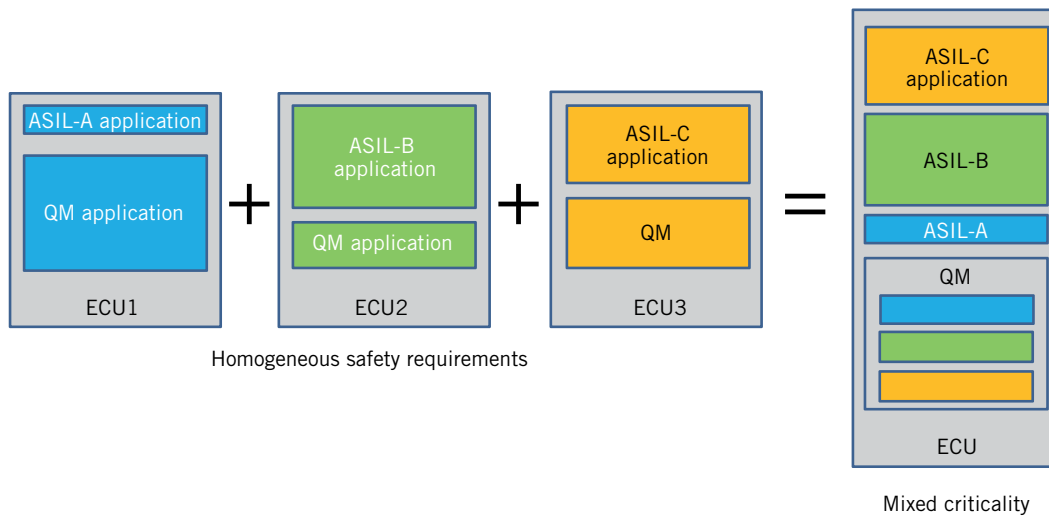 ASIL-A application
QM application
ECU1
+
ASIL-B
application
QM application
ECU2
+
ASIL-C
application
QM
ECU3
=
ASIL-C
application
ASIL-B
ASIL-A
QM
ECU
Homogeneous safety requirements
Mixed criticality